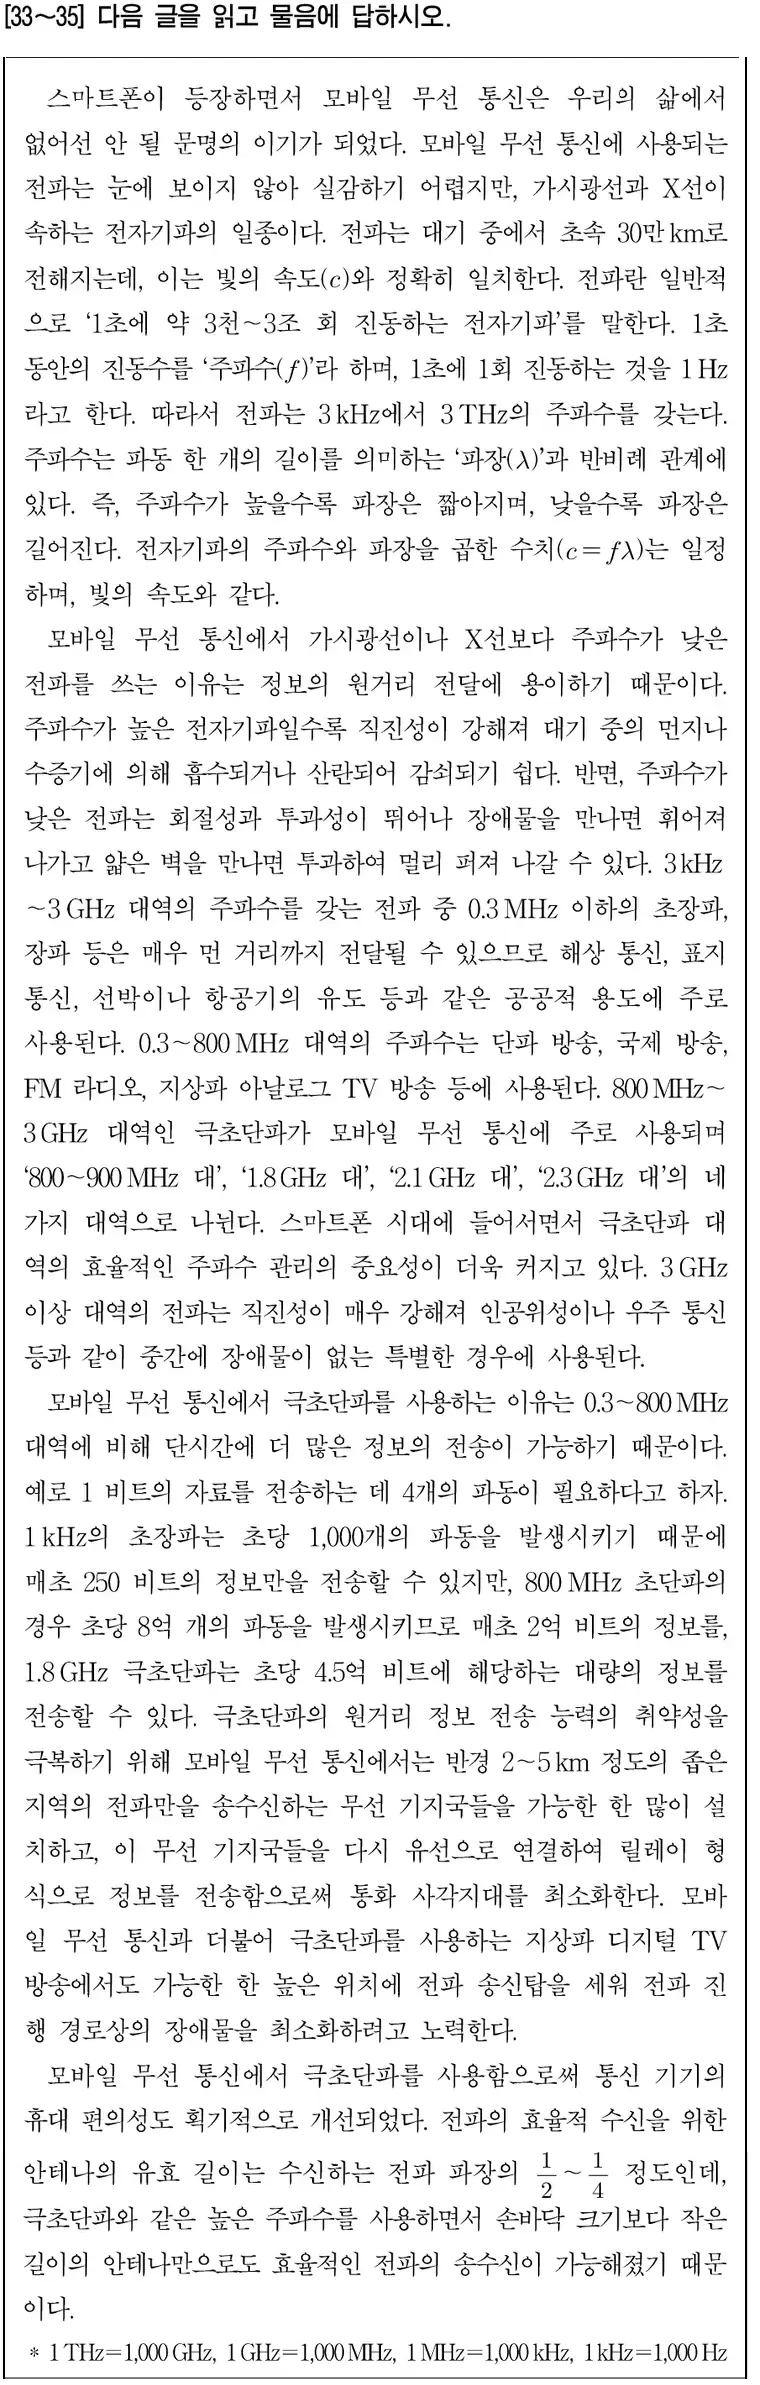 [33~35] 다음 글을 읽고 물음에 답하시오.
스마트폰이 등장하면서 모바일 무선 통신은 우리의 삶에서
없어선 안 될 문명의 이기가 되었다. 모바일 무선 통신에 사용되는
전파는 눈에 보이지 않아 실감하기 어렵지만, 가시광선과 X선이
속하는 전자기파의 일종이다. 전파는 대기 중에서 초속 30만 km로
전해지는데, 이는 빛의 속도(c)와 정확히 일치한다. 전파란 일반적
으로 ‘1초에 약 3천~3조 회 진동하는 전자기파’를 말한다. 1초
동안의 진동수를 ‘주파수(f)’라 하며, 1초에 1회 진동하는 것을 1 Hz
라고 한다. 따라서 전파는 3 kHz에서 3 THz의 주파수를 갖는다.
주파수는 파동 한 개의 길이를 의미하는 ‘파장(λ)’과 반비례 관계에
있다. 즉, 주파수가 높을수록 파장은 짧아지며, 낮을수록 파장은
길어진다. 전자기파의 주파수와 파장을 곱한 수치(c=fλ)는 일정
하며, 빛의 속도와 같다.
모바일 무선 통신에서 가시광선이나 X선보다 주파수가 낮은
전파를 쓰는 이유는 정보의 원거리 전달에 용이하기 때문이다.
주파수가 높은 전자기파일수록 직진성이 강해져 대기 중의 먼지나
수증기에 의해 흡수되거나 산란되어 감쇠되기 쉽다. 반면, 주파수가
낮은 전파는 회절성과 투과성이 뛰어나 장애물을 만나면 휘어져
나가고 얇은 벽을 만나면 투과하여 멀리 퍼져 나갈 수 있다. 3 kHz
~3 GHz 대역의 주파수를 갖는 전파 중 0.3 MHz 이하의 초장파,
장파 등은 매우 먼 거리까지 전달될 수 있으므로 해상 통신, 표지
통신, 선박이나 항공기의 유도 등과 같은 공공적 용도에 주로
사용된다. 0.3~800 MHz 대역의 주파수는 단파 방송, 국제 방송,
FM 라디오, 지상파 아날로그 TV 방송 등에 사용된다. 800 MHz~
3 GHz 대역인 극초단파가 모바일 무선 통신에 주로 사용되며
‘800~900 MHz 대’, ‘1.8 GHz 대’, ‘2.1 GHz 대’, ‘2.3 GHz 대’의 네
가지 대역으로 나뉜다. 스마트폰 시대에 들어서면서 극초단파 대
역의 효율적인 주파수 관리의 중요성이 더욱 커지고 있다. 3 GHz
이상 대역의 전파는 직진성이 매우 강해져 인공위성이나 우주 통신
등과 같이 중간에 장애물이 없는 특별한 경우에 사용된다.
모바일 무선 통신에서 극초단파를 사용하는 이유는 0.3~800 MHz
대역에 비해 단시간에 더 많은 정보의 전송이 가능하기 때문이다.
예로 1 비트의 자료를 전송하는 데 4개의 파동이 필요하다고 하자.
1 kHz의 초장파는 초당 1,000개의 파동을 발생시키기 때문에
매초 250 비트의 정보만을 전송할 수 있지만, 800 MHz 초단파의
경우 초당 8억 개의 파동을 발생시키므로 매초 2억 비트의 정보를,
1.8 GHz 극초단파는 초당 4.5억 비트에 해당하는 대량의 정보를
전송할 수 있다. 극초단파의 원거리 정보 전송 능력의 취약성을
극복하기 위해 모바일 무선 통신에서는 반경 2~5 km 정도의 좁은
지역의 전파만을 송수신하는 무선 기지국들을 가능한 한 많이 설
치하고, 이 무선 기지국들을 다시 유선으로 연결하여 릴레이 형
식으로 정보를 전송함으로써 통화 사각지대를 최소화한다. 모바
일 무선 통신과 더불어 극초단파를 사용하는 지상파 디지털 TV
방송에서도 가능한 한 높은 위치에 전파 송신탑을 세워 전파 진
행 경로상의 장애물을 최소화하려고 노력한다.
모바일 무선 통신에서 극초단파를 사용함으로써 통신 기기의
휴대 편의성도 획기적으로 개선되었다. 전파의 효율적 수신을 위한
안테나의 유효 길이는 수신하는 전파 파장의 1/2~1/4 정도인데,
극초단파와 같은 높은 주파수를 사용하면서 손바닥 크기보다 작은
길이의 안테나만으로도 효율적인 전파의 송수신이 가능해졌기 때문
이다.
* 1 THz=1,000 GHz, 1 GHz=1,000 MHz, 1 MHz=1,000 kHz, 1 kHz=1,000 Hz